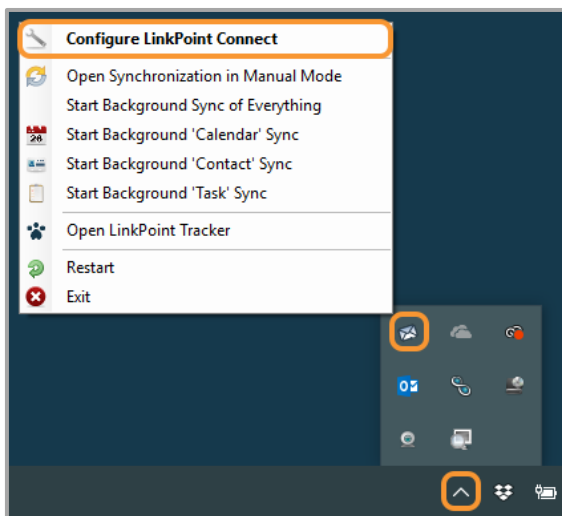 Configure LinkPoint Connect
Open Synchronization in Manual Mode
Start Background Sync of Everything
26
Start Background 'Calendar' Sync
Start Background 'Contact' Sync
Start Background 'Task' Sync
Open LinkPoint Tracker
Restart
Exit